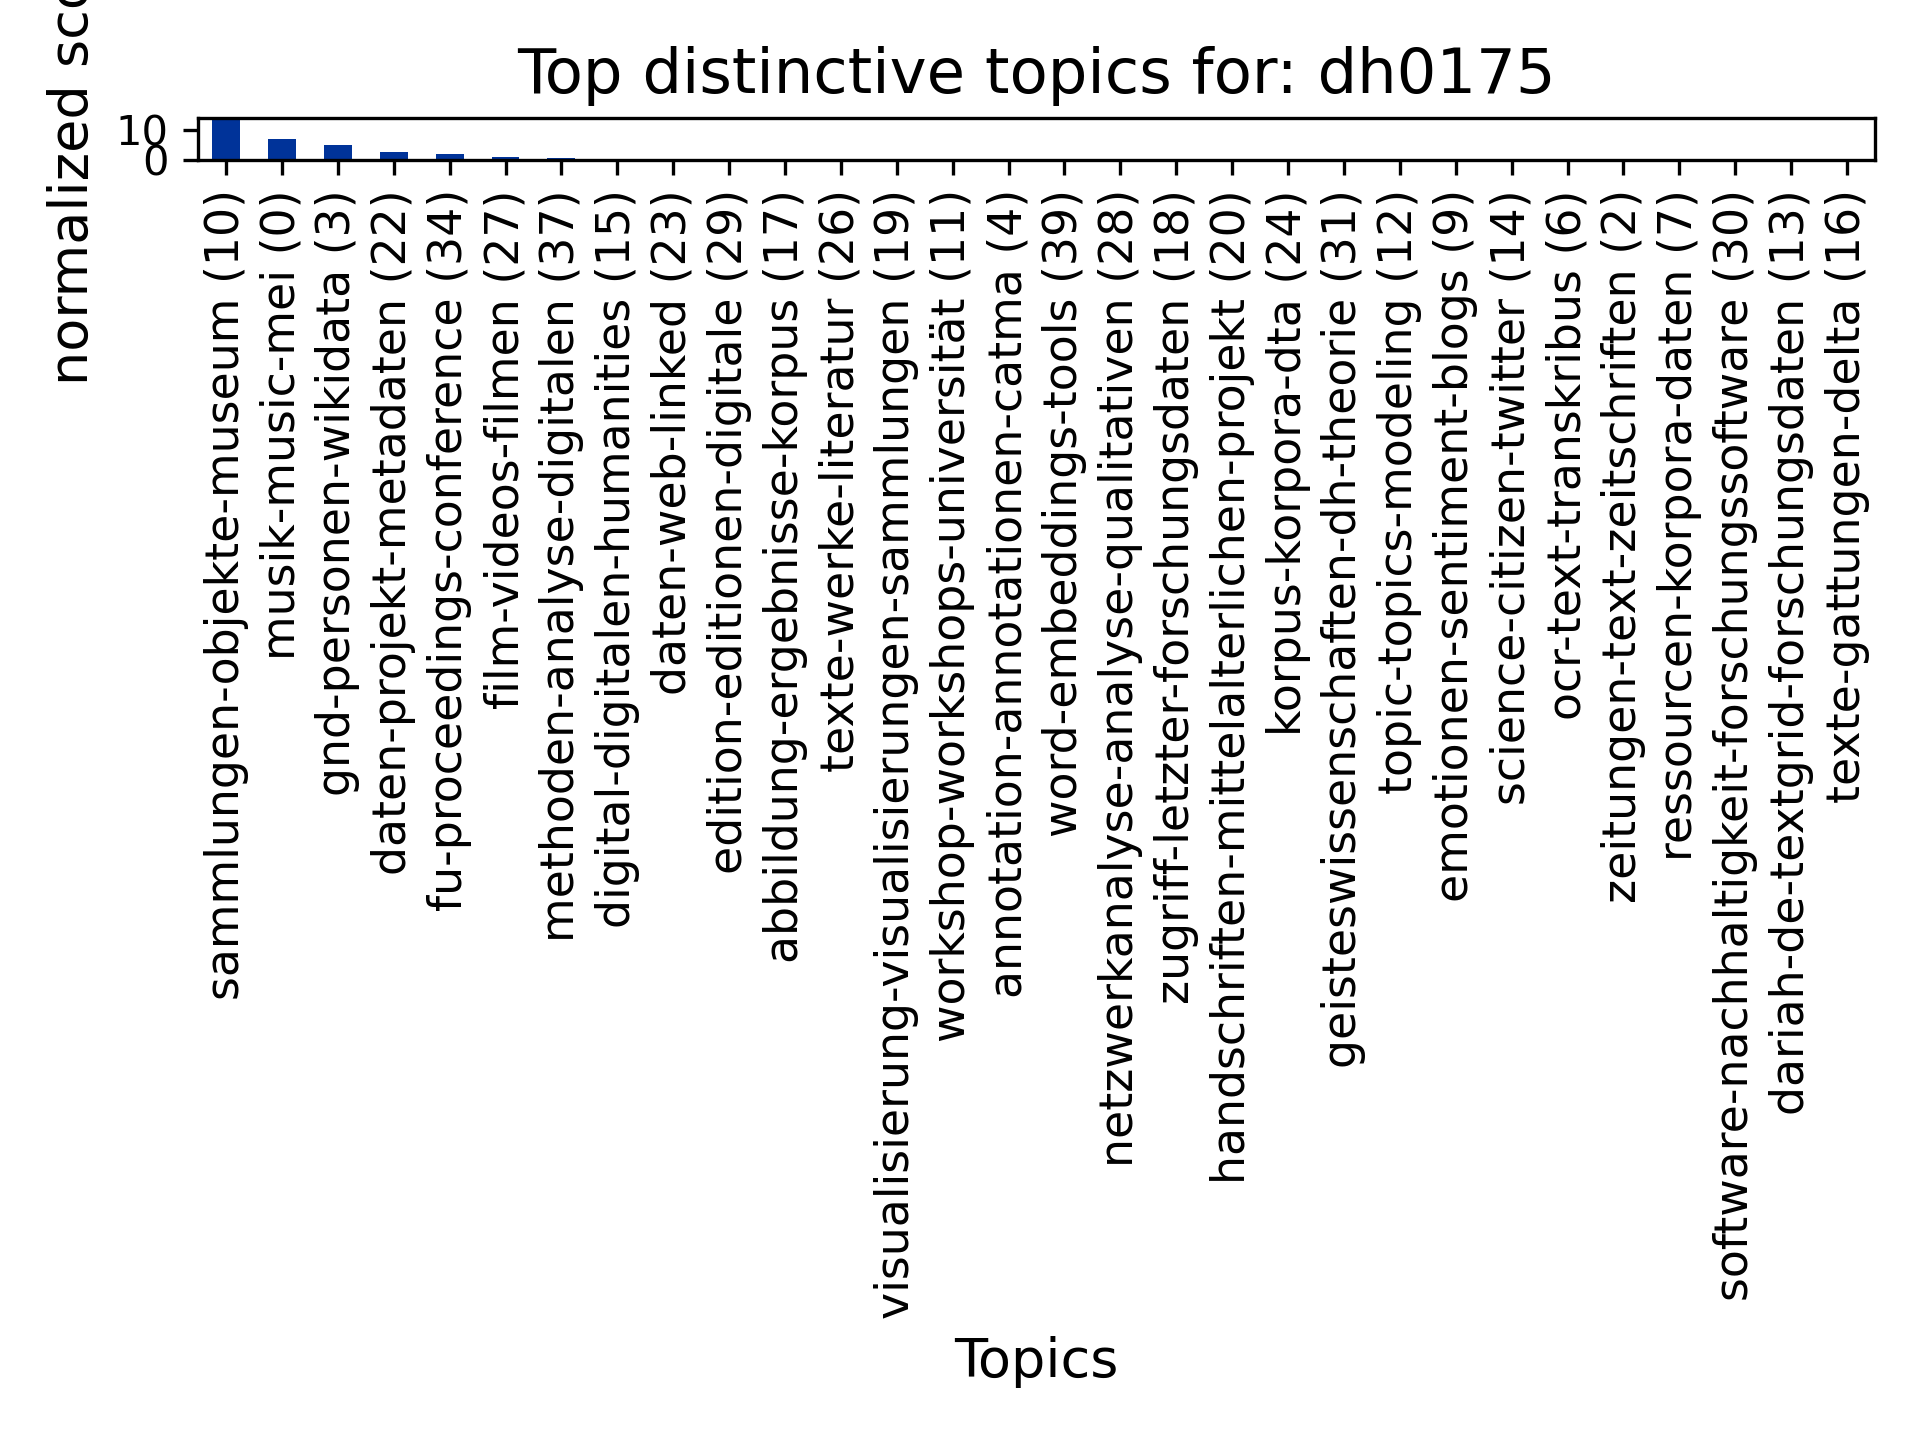 Top distinctive topics for: dh0175
normalized
10
0
sammlungen-objekte-museum (10)
musik-music-mei (0)
gnd-personen-wikidata (3)
daten-projekt-metadaten (22)
fu-proceedings-conference (34)
film-videos-filmen (27)
methoden-analyse-digitalen (37)
digital-digitalen-humanities (15)
daten-web-linked (23)
edition-editionen-digitale (29)
abbildung-ergebnisse-korpus (17)
texte-werke-literatur (26)
visualisierung-visualisierungen-sammlungen (19)
workshop-workshops-universität (11)
annotation-annotationen-catma (4)
word-embeddings-tools (39)
netzwerkanalyse-analyse-qualitativen (28)
zugriff-letzter-forschungsdaten (18)
handschriften-mittelalterlichen-projekt (20)
korpus-korpora-dta (24)
geisteswissenschaften-dh-theorie (31)
topic-topics-modeling (12)
emotionen-sentiment-blogs (9)
science-citizen-twitter (14)
ocr-text-transkribus (6)
zeitungen-text-zeitschriften (2)
ressourcen-korpora-daten (7)
software-nachhaltigkeit-forschungssoftware (30)
dariah-de-textgrid-forschungsdaten (13)
texte-gattungen-delta (16)
Topics